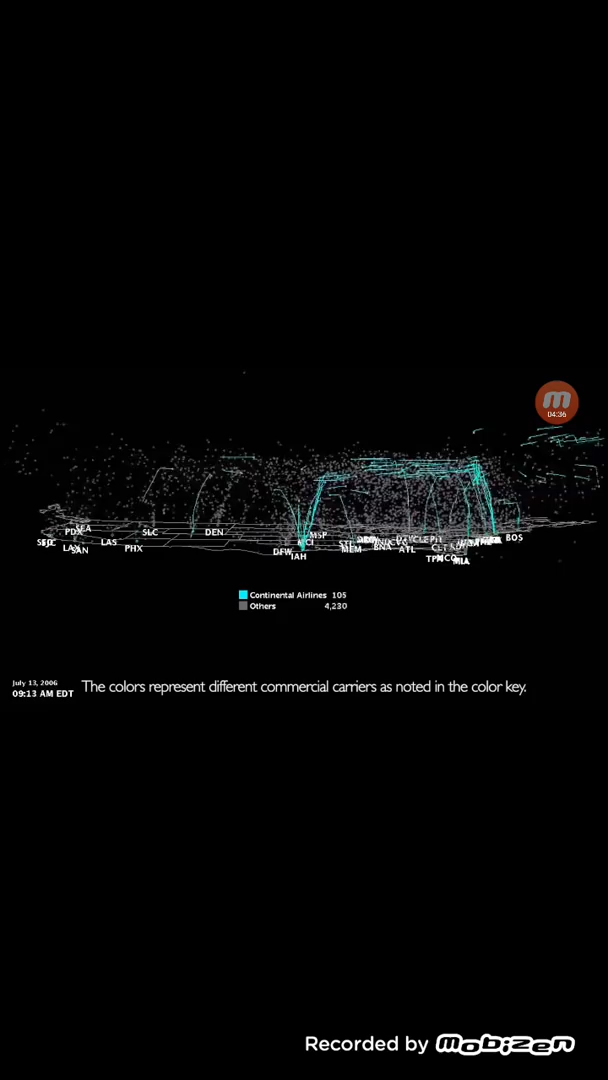 04:36
SEA
PDX
SLC
DEN
LAS
LAX
SAN
PHX
MSP
MCI
DFW
IAH
STL
MEM
BNA
ATL
CLE
PIT
CLT
MCO
MIA
BOS
Continental Airlines 105
Others 4,230
July 13, 2006
09:13 AM EDT
The colors represent different commercial carriers as noted in the color key.
Recorded by mobizen